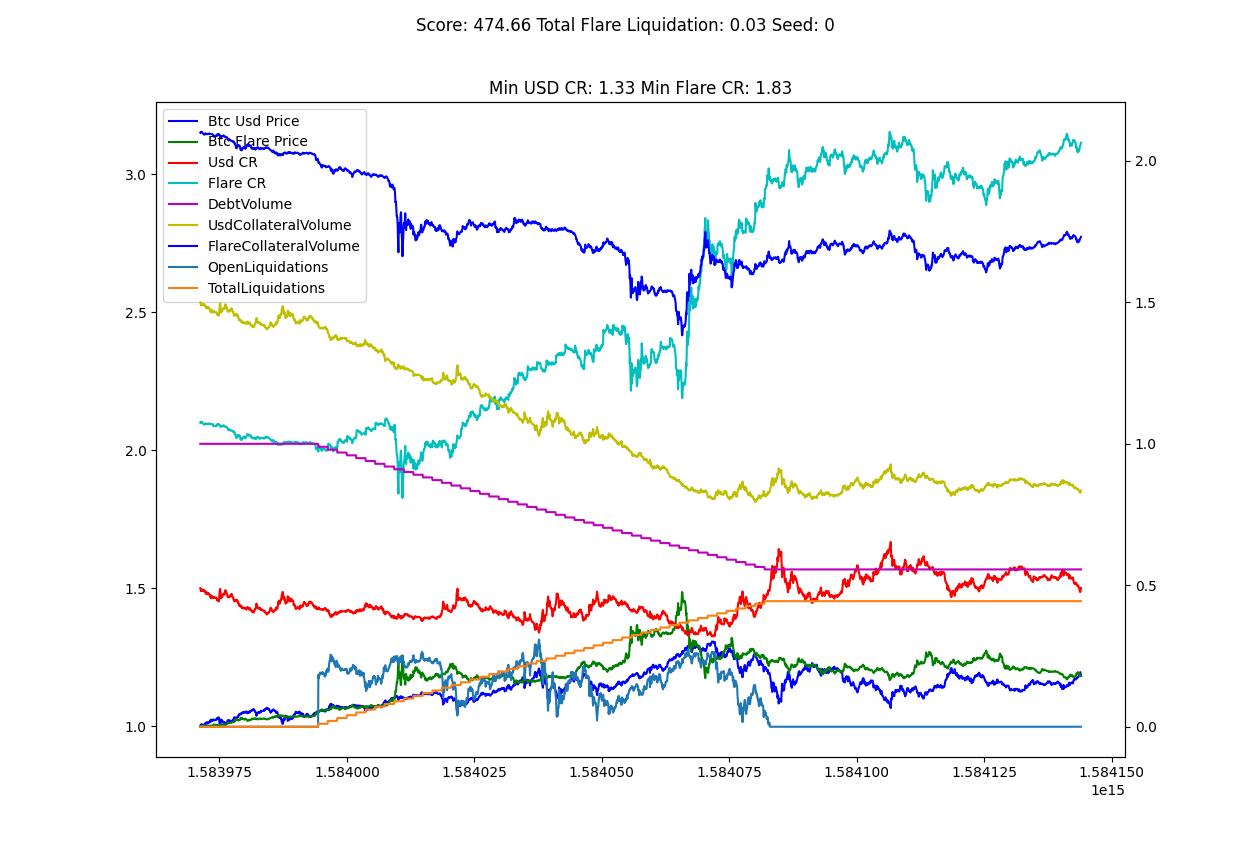 Score: 474.66 Total Flare Liquidation: 0.03 Seed: 0
Min USD CR: 1.33 Min Flare CR: 1.83
Btc Usd Price
Btc Flare Price
Usd CR
Flare CR
DebtVolume
UsdCollateralVolume
FlareCollateralVolume
OpenLiquidations
TotalLiquidations
3.0
2.5
2.0
1.5
1.0
2.0
1.5
1.0
0.5
0.0
1.583975 1.584000 1.584025 1.584050 1.584075 1.584100 1.584125 1.584150
1e15